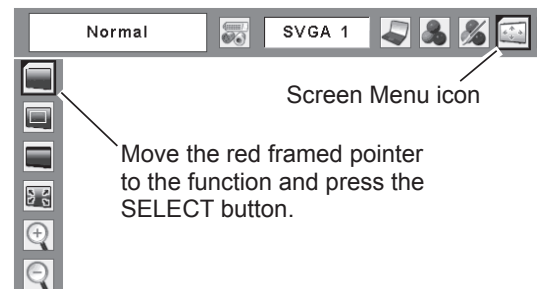 Normal
SVGA 1
Screen Menu icon
Move the red framed pointer
to the function and press the
SELECT button.